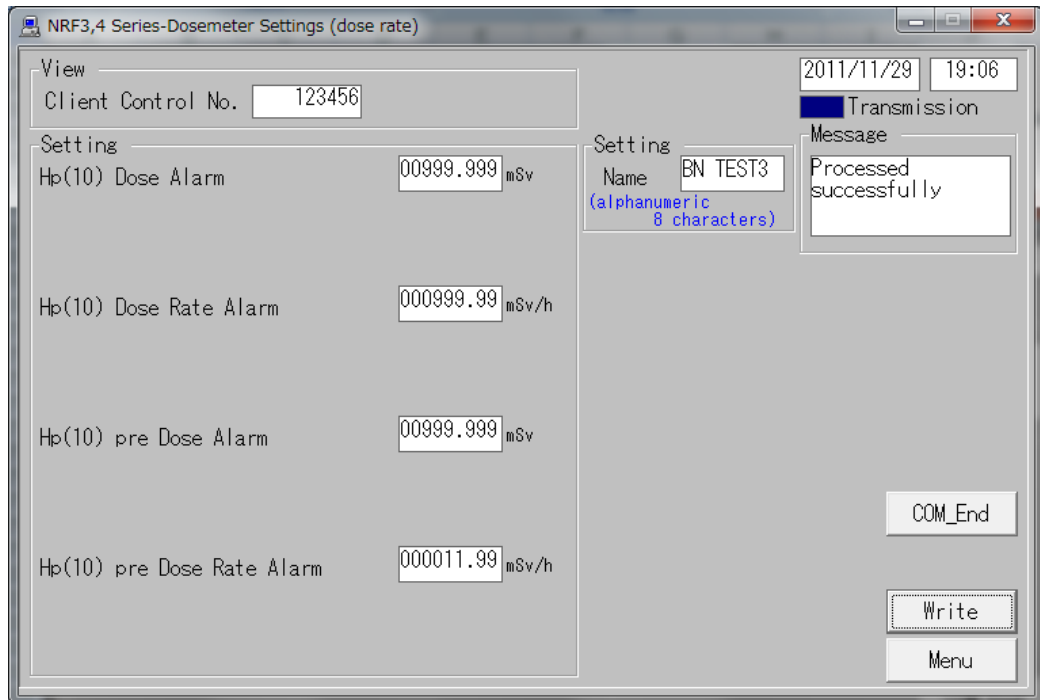 NRF3,4 Series-Dosemeter Settings (dose rate)
View
Client Control No. 123456
2011/11/29 19:06
Transmission
Setting
Hp(10) Dose Alarm 00999.999 mSv
Hp(10) Dose Rate Alarm 000999.99 mSv/h
Hp(10) pre Dose Alarm 00999.999 mSv
Hp(10) pre Dose Rate Alarm 000011.99 mSv/h
Setting
Name BN TEST3
(alphanumeric
8 characters)
Message
Processed
successfully
COM_End
Write
Menu